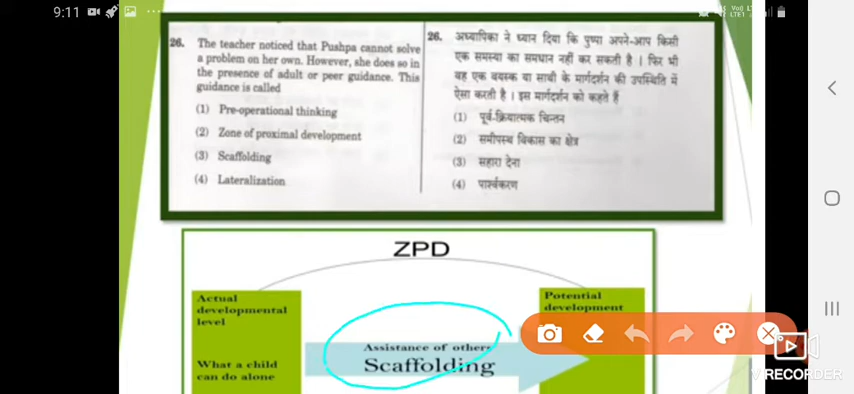 9:11
26. The teacher noticed that Pushpa cannot solve
a problem on her own. However, she does so in
the presence of adult or peer guidance. This
guidance is called
(1) Pre-operational thinking
(2) Zone of proximal development
(3) Scaffolding
(4) Lateralization
26. अध्यापिका ने ध्यान दिया कि पुष्पा अपने-आप किसी
एक समस्या का समधान नहीं कर सकती है । फिर भी
वह एक वयस्क या साथी के मार्गदर्शन की उपस्थिति में
ऐसा करती है । इस मार्गदर्शन को कहते हैं
(1) पूर्व-क्रियात्मक चिन्तन
(2) समीपस्थ विकास का क्षेत्र
(3) सहारा देना
(4) पार्श्वकरण
ZPD
Actual
developmental
level
What a child
can do alone
Assistance of others
Scaffolding
Potential
development
VRECORDER